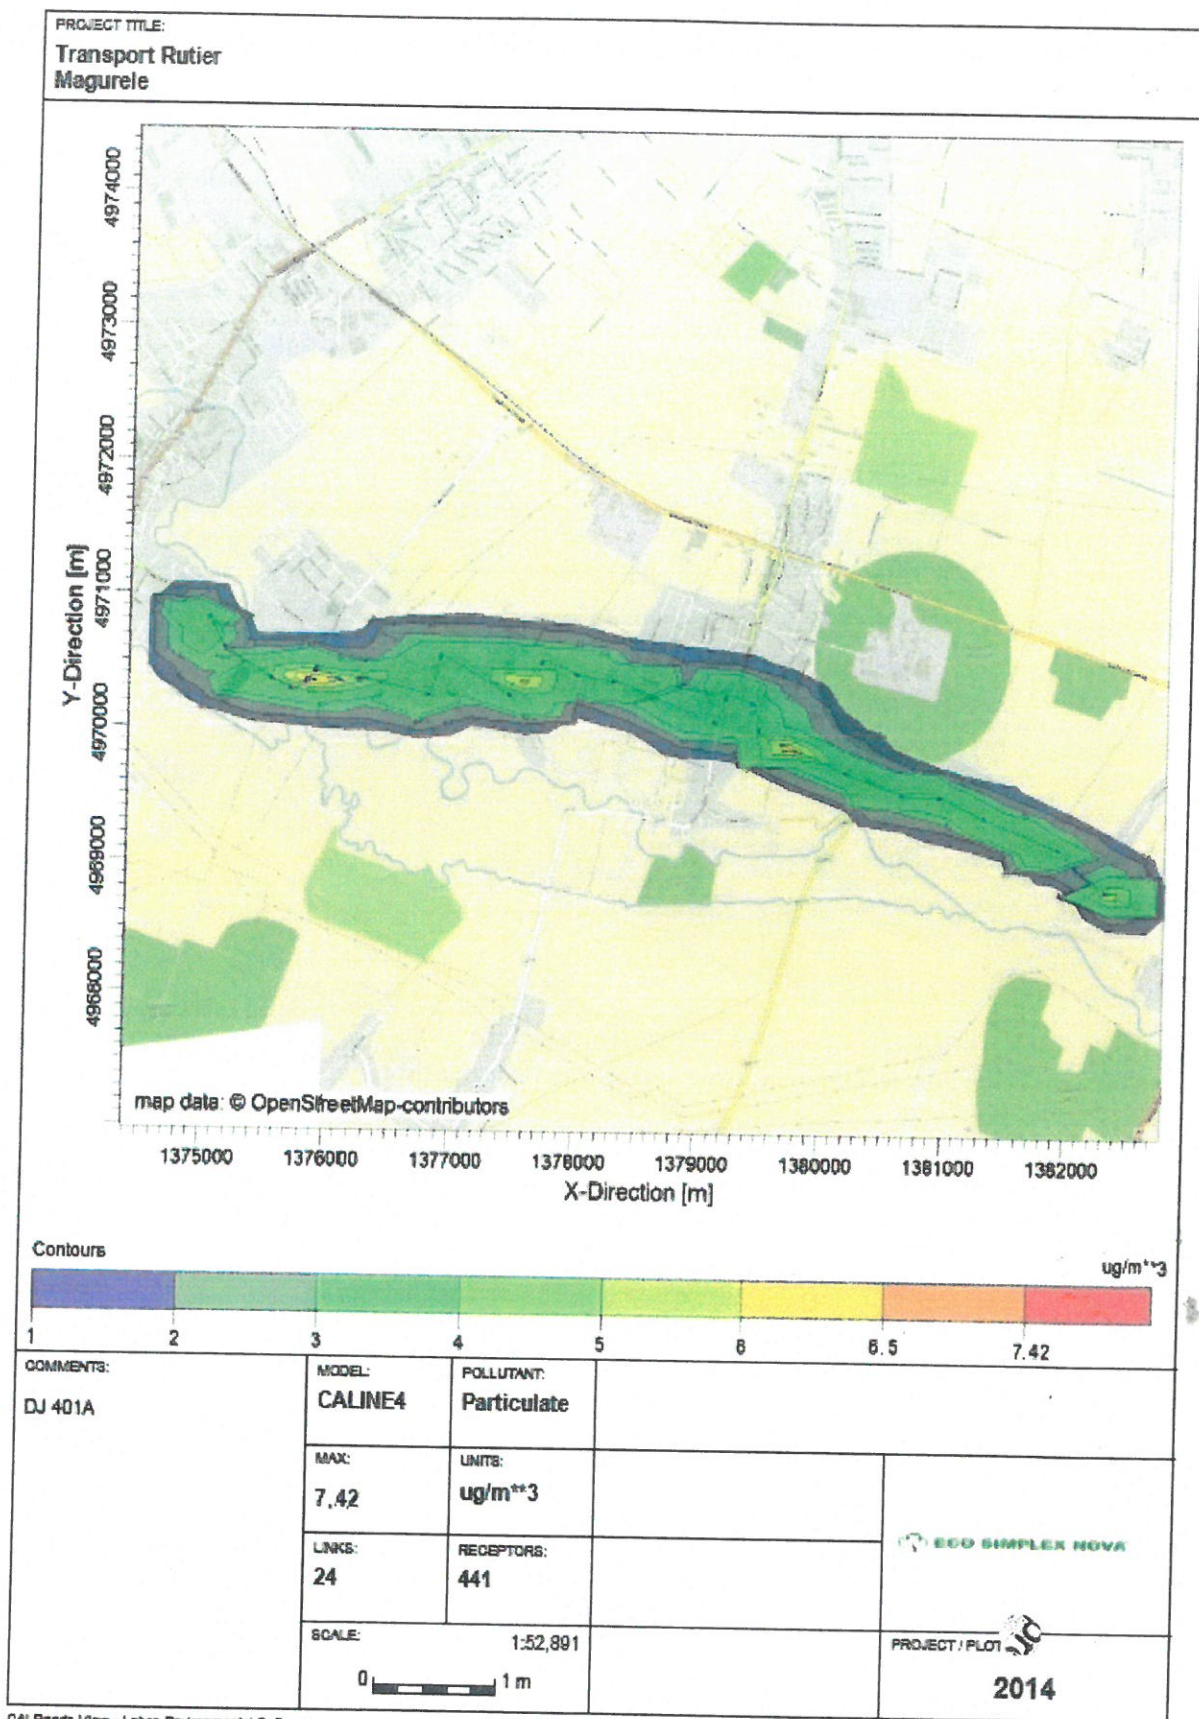 PROJECT TITLE:
Transport Rutier
Magurele
Y-Direction [m]
4974000
4973000
4972000
4971000
4970000
4969000
4968000
map data: © OpenStreetMap-contributors
1375000 1376000 1377000 1378000 1379000 1380000 1381000 1382000
X-Direction [m]
Contours
ug/m**3
1 2 3 4 5 6 6.5 7.42
COMMENTS:
DJ 401A
MODEL:
CALINE4
POLLUTANT:
Particulate
MAX:
7,42
UNITS:
ug/m**3
LINKS:
24
RECEPTORS:
441
ECO SIMPLEX NOVA
SCALE:
1:52,891
0 1 m
PROJECT / PLOT
2014